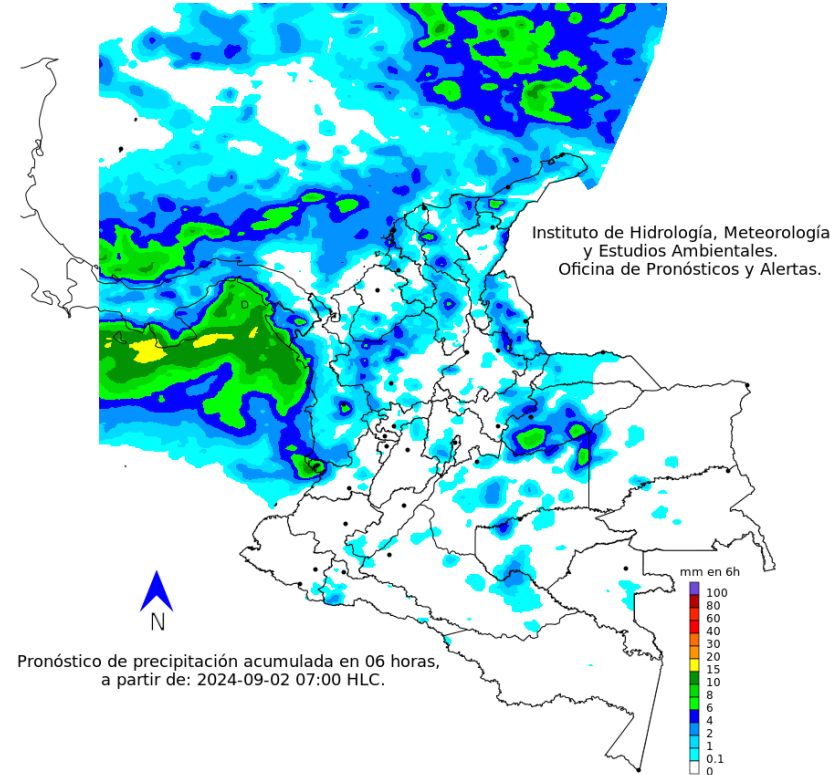 Instituto de Hidrología, Meteorología
y Estudios Ambientales.
Oficina de Pronósticos y Alertas.
N
Pronóstico de precipitación acumulada en 06 horas,
a partir de: 2024-09-02 07:00 HLC.
mm en 6h
100
80
60
40
30
20
15
10
8
6
4
2
1
0.1
0